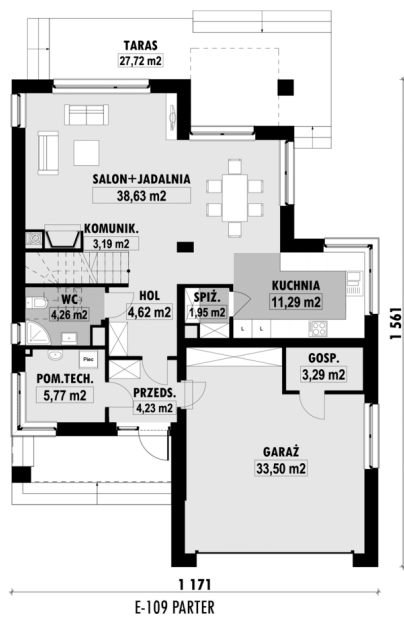 TARAS
27,72 m2
SALON+JADALNIA
38,63 m2
KOMUNIK.
3,19 m2
WC
4,26 m2
HOL
4,62 m2
SPIŻ.
1,95 m2
KUCHNIA
11,29 m2
L L
Piec
POM.TECH.
5,77 m2
PRZEDS.
4,23 m2
GOSP.
3,29 m2
GARAŻ
33,50 m2
1 561
1 171
E-109 PARTER